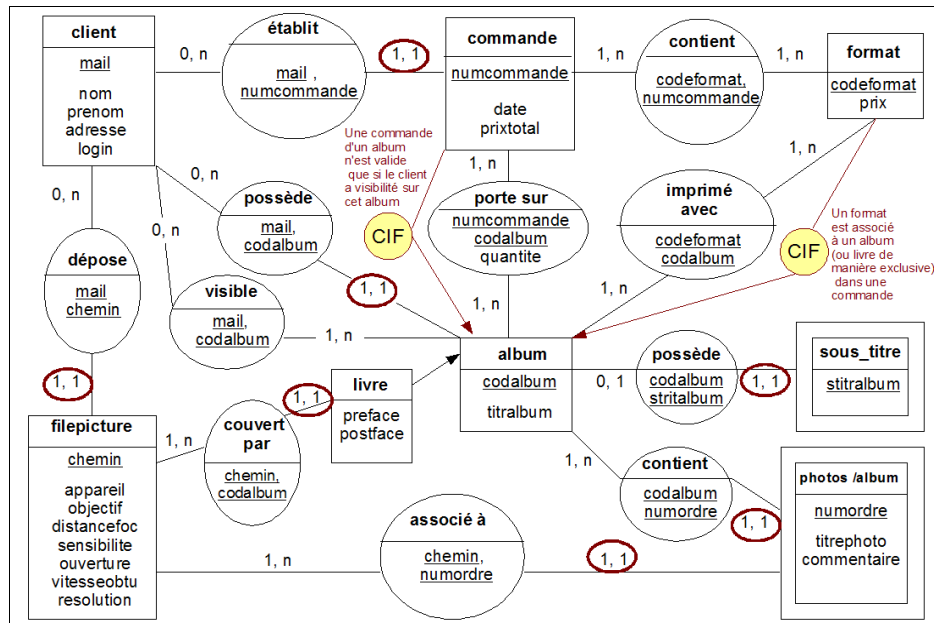 client
mail
nom
prenom
adresse
login
0, n
établit
mail ,
numcommande
1, 1
commande
numcommande
date
prixtotal
1, n
contient
codeformat,
numcommande
1, n
format
codeformat
prix
Une commande
d'un album
n'est valide
que si le client
a visibilité sur
cet album
CIF
0, n
0, n
0, n
possède
mail,
codalbum
1, 1
1, n
porte sur
numcommande
codalbum
quantite
1, n
1, n
imprimé
avec
codeformat
codalbum
1, n
CIF
Un format
est associé
à un album
(ou livre de
manière exclusive)
dans une
commande
dépose
mail
chemin
1, 1
visible
mail,
codalbum
1, n
album
codalbum
titralbum
0, 1
possède
codalbum
stritalbum
1, 1
sous_titre
stitralbum
livre
preface
postface
1, 1
couvert
par
chemin,
codalbum
1, n
filepicture
chemin
appareil
objectif
distancefoc
sensibilite
ouverture
vitesseobtu
resolution
1, n
contient
codalbum
numordre
1, 1
photos /album
numordre
titrephoto
commentaire
1, n
associé à
chemin,
numordre
1, 1